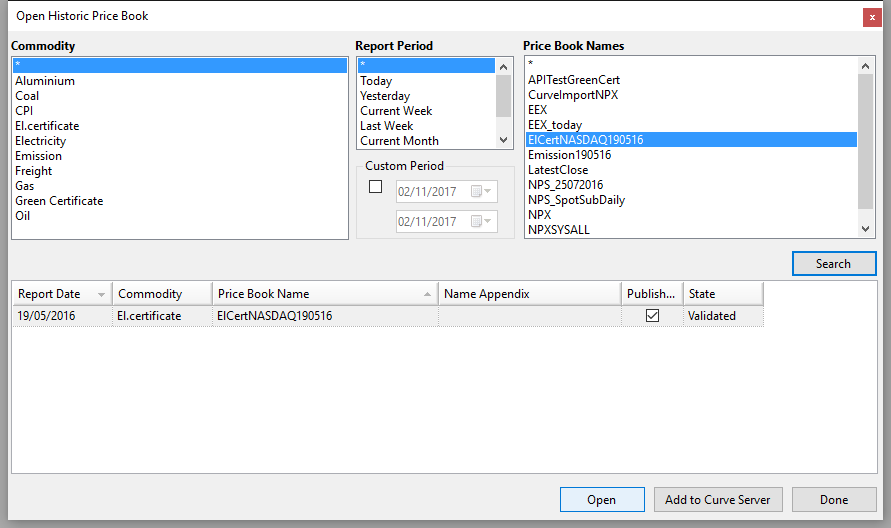 Open Historic Price Book
x
Commodity
*
Aluminium
Coal
CPI
El.certificate
Electricity
Emission
Freight
Gas
Green Certificate
Oil
Report Period
*
Today
Yesterday
Current Week
Last Week
Current Month
Custom Period
02/11/2017
02/11/2017
Price Book Names
*
APITestGreenCert
CurveImportNPX
EEX
EEX_today
ElCertNASDAQ190516
Emission190516
LatestClose
NPS_25072016
NPS_SpotSubDaily
NPX
NPXSYSALL
Search
Report Date Commodity Price Book Name Name Appendix Publish... State
19/05/2016 El.certificate ElCertNASDAQ190516 Validated
Open Add to Curve Server Done